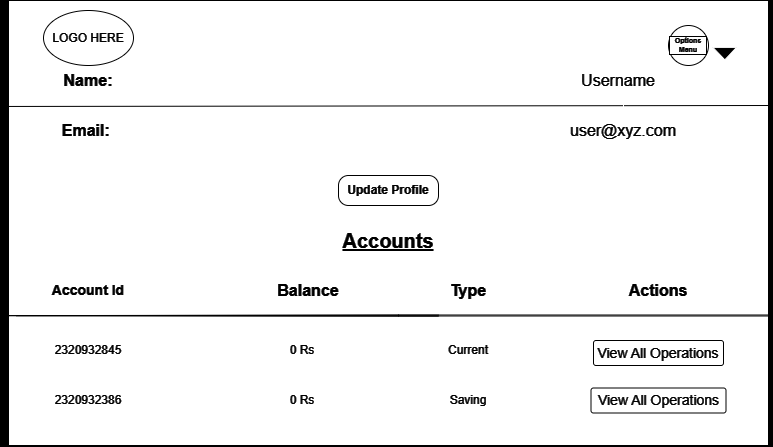 LOGO HERE
Options
Menu
Name: Username
Email: user@xyz.com
Update Profile
Accounts
Account Id Balance Type Actions
2320932845 0 Rs Current View All Operations
2320932386 0 Rs Saving View All Operations